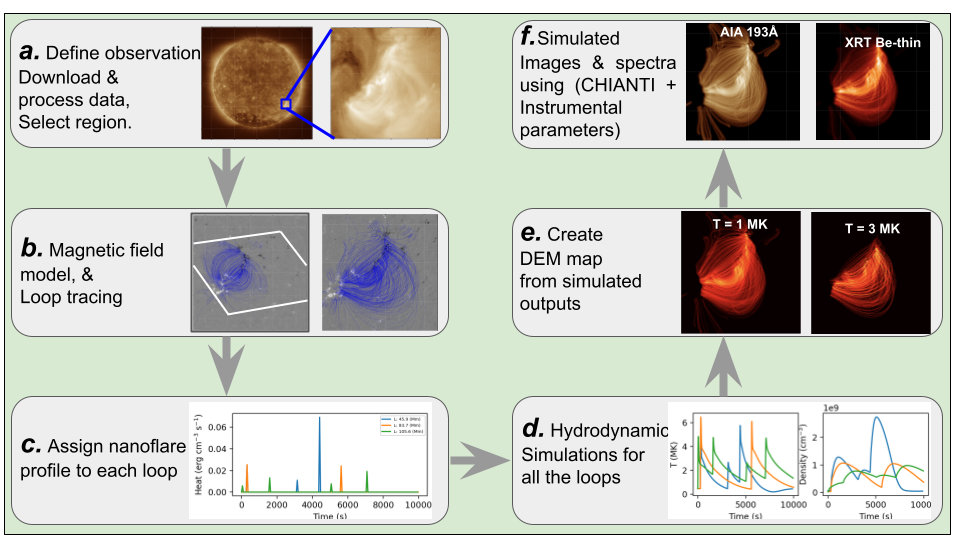 a. Define observation
Download &
process data,
Select region.
b. Magnetic field
model, &
Loop tracing
c. Assign nanoflare
profile to each loop
Heat (erg cm⁻³ s⁻¹)
0.06
0.04
0.02
0.00
0
2000
4000
6000
8000
10000
Time (s)
L: 45.9 (Mm)
L: 83.7 (Mm)
L: 105.6 (Mm)
d. Hydrodynamic
Simulations for
all the loops
T (MK)
6
4
2
0
0
5000
10000
Time (s)
1e9
Density (cm⁻³)
2
1
0
0
5000
1000
Time (s)
e. Create
DEM map
from simulated
outputs
T = 1 MK
T = 3 MK
f. Simulated
Images & spectra
using (CHIANTI +
Instrumental
parameters)
AIA 193Å
XRT Be-thin